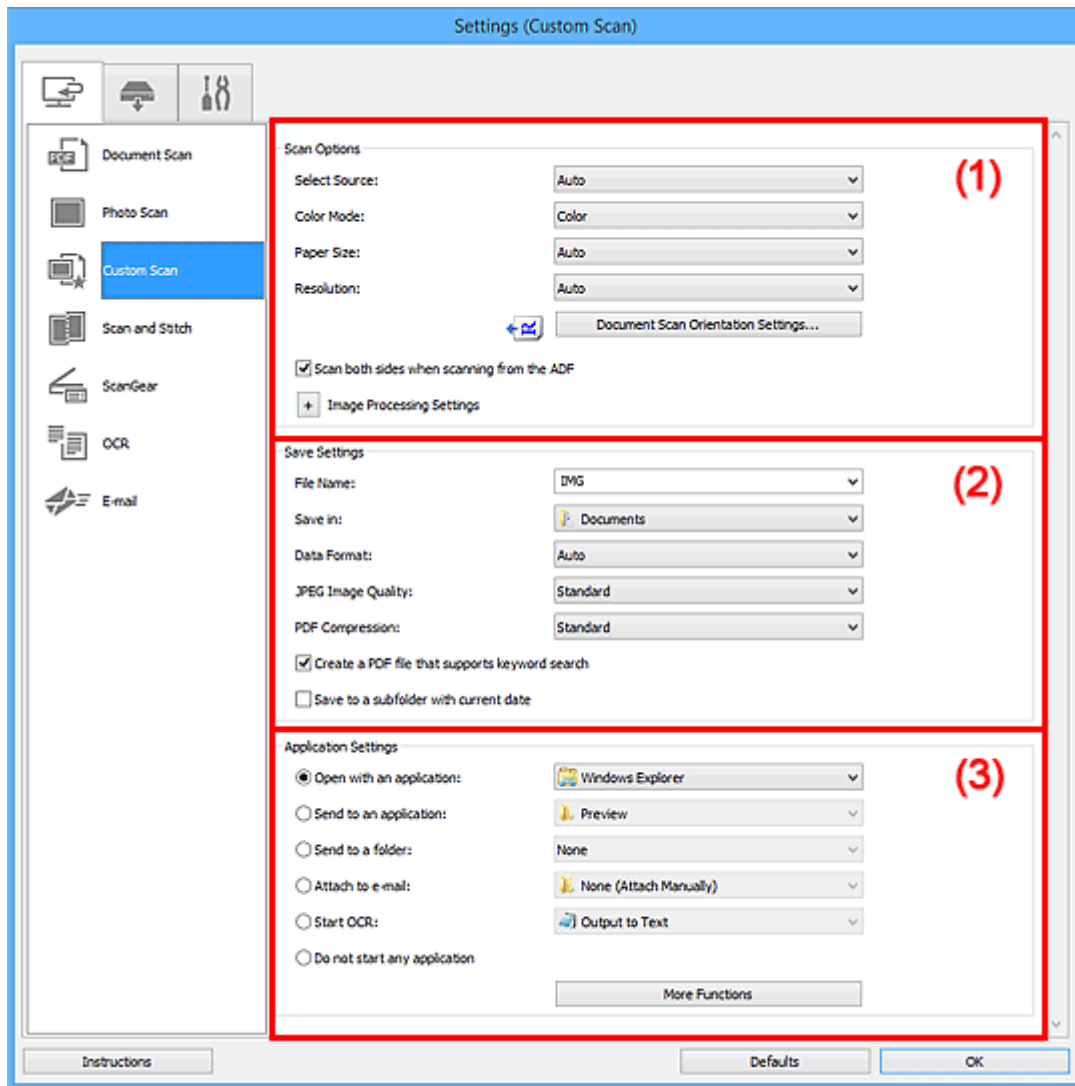 Settings (Custom Scan)
Document Scan
Photo Scan
Custom Scan
Scan and Stitch
ScanGear
OCR
E-mail
Scan Options
(1)
Select Source: Auto
Color Mode: Color
Paper Size: Auto
Resolution: Auto
Document Scan Orientation Settings...
Scan both sides when scanning from the ADF
+ Image Processing Settings
Save Settings
(2)
File Name: IMG
Save in: Documents
Data Format: Auto
JPEG Image Quality: Standard
PDF Compression: Standard
Create a PDF file that supports keyword search
Save to a subfolder with current date
Application Settings
(3)
Open with an application: Windows Explorer
Send to an application: Preview
Send to a folder: None
Attach to e-mail: None (Attach Manually)
Start OCR: Output to Text
Do not start any application
More Functions
Instructions Defaults OK